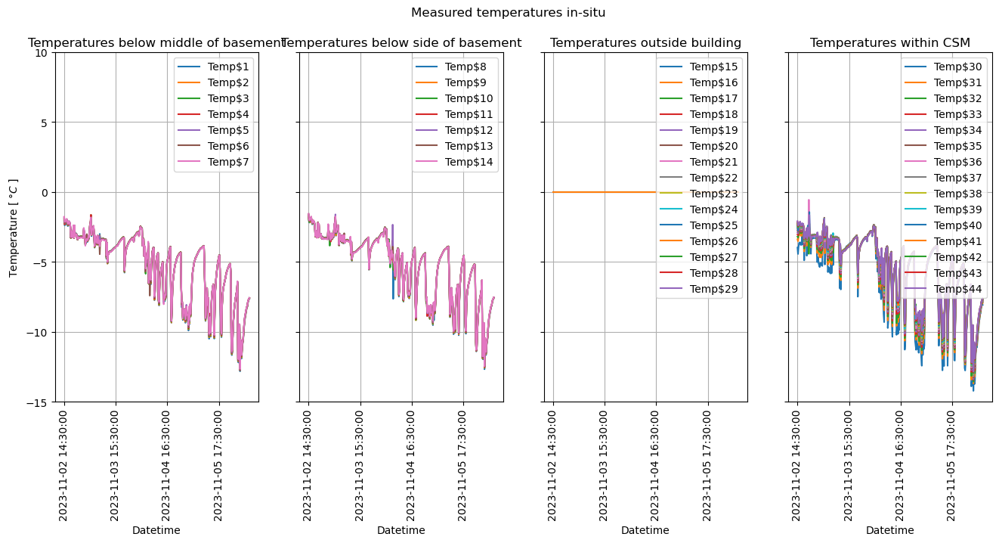 Measured temperatures in-situ
Temperatures below middle of basement
Temperatures below side of basement
Temperatures outside building
Temperatures within CSM
Temperature [ °C ]
10
5
0
−5
−10
−15
Temp$1
Temp$2
Temp$3
Temp$4
Temp$5
Temp$6
Temp$7
2023-11-02 14:30:00
2023-11-03 15:30:00
2023-11-04 16:30:00
2023-11-05 17:30:00
Datetime
Temp$8
Temp$9
Temp$10
Temp$11
Temp$12
Temp$13
Temp$14
2023-11-02 14:30:00
2023-11-03 15:30:00
2023-11-04 16:30:00
2023-11-05 17:30:00
Datetime
Temp$15
Temp$16
Temp$17
Temp$18
Temp$19
Temp$20
Temp$21
Temp$22
Temp$23
Temp$24
Temp$25
Temp$26
Temp$27
Temp$28
Temp$29
2023-11-02 14:30:00
2023-11-03 15:30:00
2023-11-04 16:30:00
2023-11-05 17:30:00
Datetime
Temp$30
Temp$31
Temp$32
Temp$33
Temp$34
Temp$35
Temp$36
Temp$37
Temp$38
Temp$39
Temp$40
Temp$41
Temp$42
Temp$43
Temp$44
2023-11-02 14:30:00
2023-11-03 15:30:00
2023-11-04 16:30:00
2023-11-05 17:30:00
Datetime